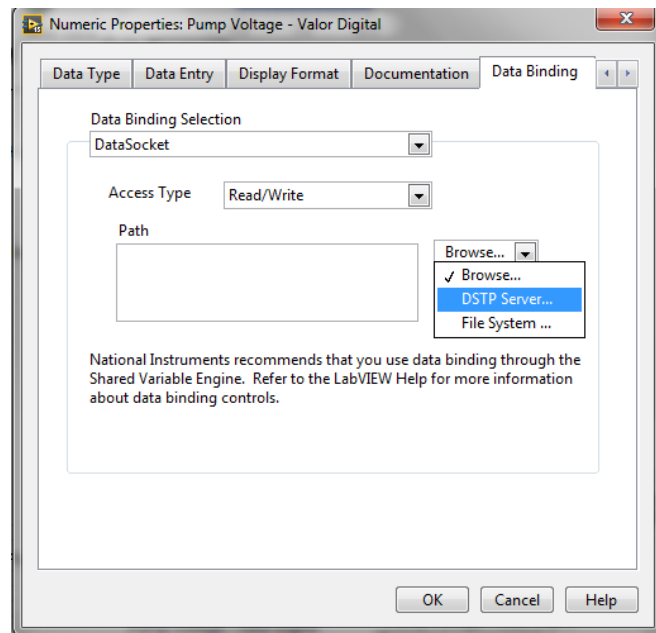 Numeric Properties: Pump Voltage - Valor Digital
Data Type
Data Entry
Display Format
Documentation
Data Binding
Data Binding Selection
DataSocket
Access Type
Read/Write
Path
Browse...
Browse...
DSTP Server...
File System ...
National Instruments recommends that you use data binding through the
Shared Variable Engine. Refer to the LabVIEW Help for more information
about data binding controls.
OK
Cancel
Help